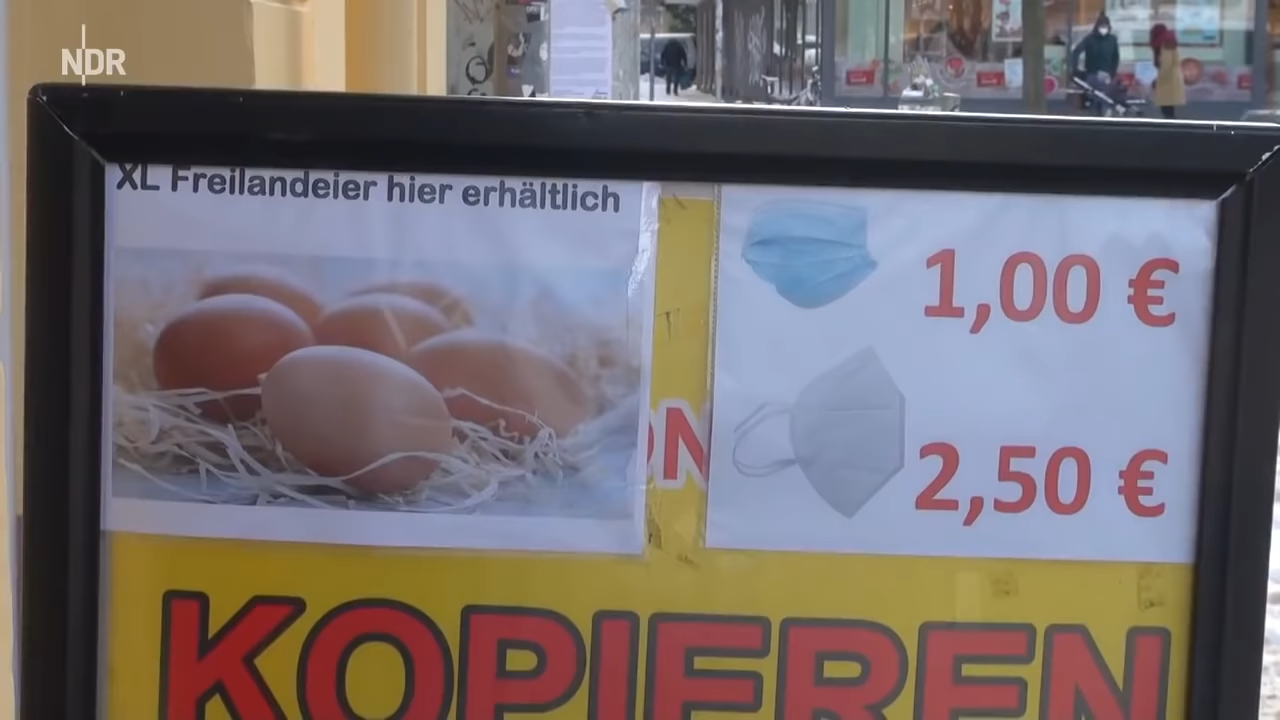 NDR
XL Freilandeier hier erhältlich
1,00 €
2,50 €
KOPIEREN